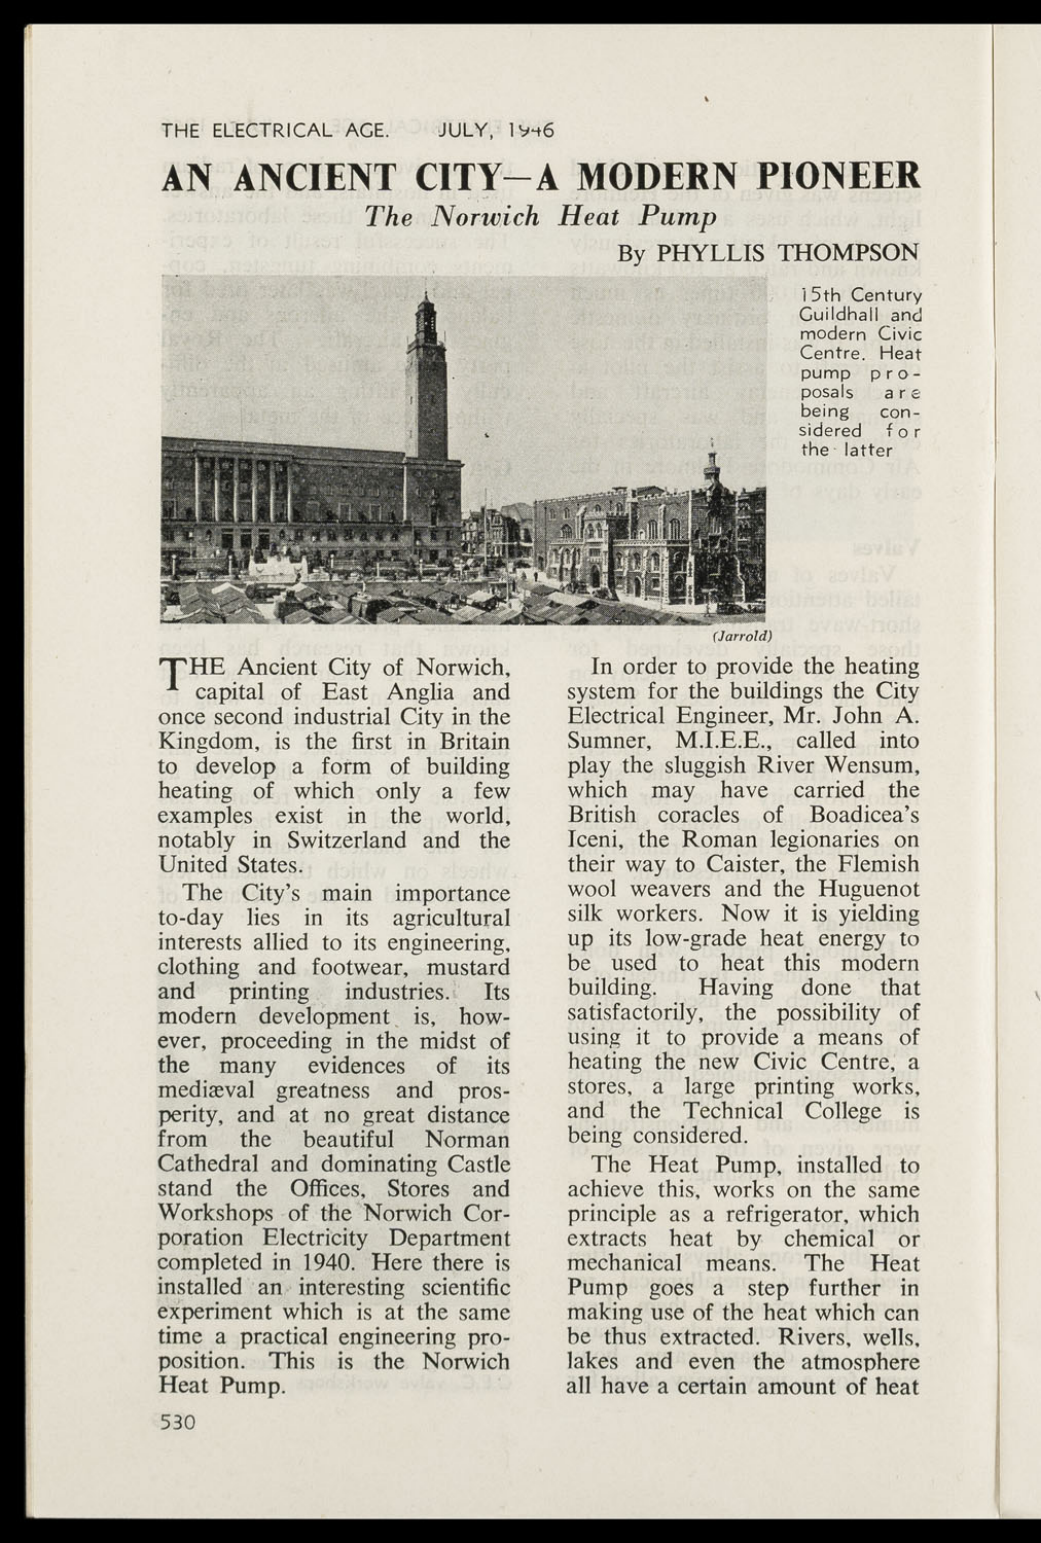 THE ELECTRICAL AGE. JULY, 1946
AN ANCIENT CITY—A MODERN PIONEER
The Norwich Heat Pump
By PHYLLIS THOMPSON
15th Century
Guildhall and
modern Civic
Centre. Heat
pump pro-
posals are
being con-
sidered for
the latter
(Jarrold)
THE Ancient City of Norwich,
capital of East Anglia and
once second industrial City in the
Kingdom, is the first in Britain
to develop a form of building
heating of which only a few
examples exist in the world,
notably in Switzerland and the
United States.
The City's main importance
to-day lies in its agricultural
interests allied to its engineering,
clothing and footwear, mustard
and printing industries. Its
modern development is, how-
ever, proceeding in the midst of
the many evidences of its
mediæval greatness and pros-
perity, and at no great distance
from the beautiful Norman
Cathedral and dominating Castle
stand the Offices, Stores and
Workshops of the Norwich Cor-
poration Electricity Department
completed in 1940. Here there is
installed an interesting scientific
experiment which is at the same
time a practical engineering pro-
position. This is the Norwich
Heat Pump.
In order to provide the heating
system for the buildings the City
Electrical Engineer, Mr. John A.
Sumner, M.I.E.E., called into
play the sluggish River Wensum,
which may have carried the
British coracles of Boadicea's
Iceni, the Roman legionaries on
their way to Caister, the Flemish
wool weavers and the Huguenot
silk workers. Now it is yielding
up its low-grade heat energy to
be used to heat this modern
building. Having done that
satisfactorily, the possibility of
using it to provide a means of
heating the new Civic Centre, a
stores, a large printing works,
and the Technical College is
being considered.
The Heat Pump, installed to
achieve this, works on the same
principle as a refrigerator, which
extracts heat by chemical or
mechanical means. The Heat
Pump goes a step further in
making use of the heat which can
be thus extracted. Rivers, wells,
lakes and even the atmosphere
all have a certain amount of heat
530